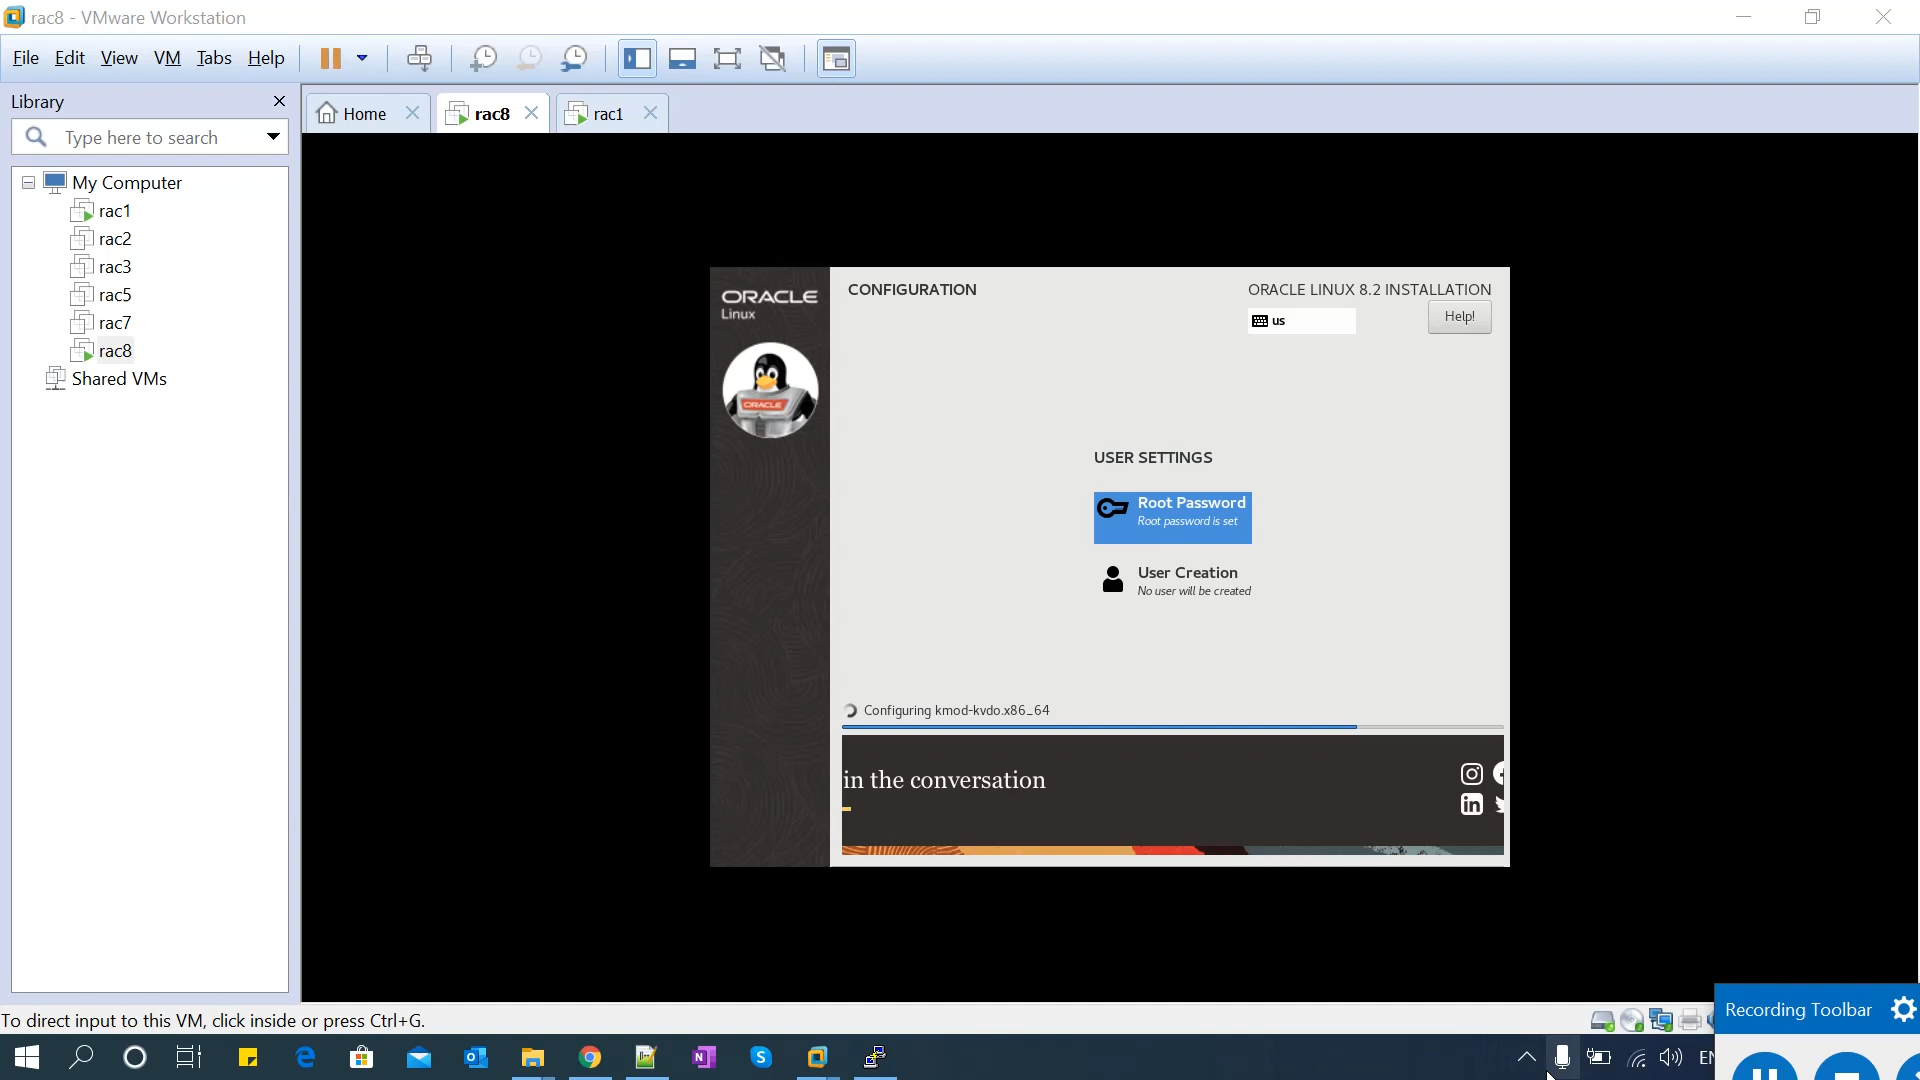 rac8 - VMware Workstation
File Edit View VM Tabs Help
Library
Type here to search
My Computer
rac1
rac2
rac3
rac5
rac7
rac8
Shared VMs
Home
rac8
rac1
ORACLE
Linux
ORACLE
CONFIGURATION
ORACLE LINUX 8.2 INSTALLATION
us
Help!
USER SETTINGS
Root Password
Root password is set
User Creation
No user will be created
Configuring kmod-kvdo.x86_64
in the conversation
To direct input to this VM, click inside or press Ctrl+G.
Recording Toolbar